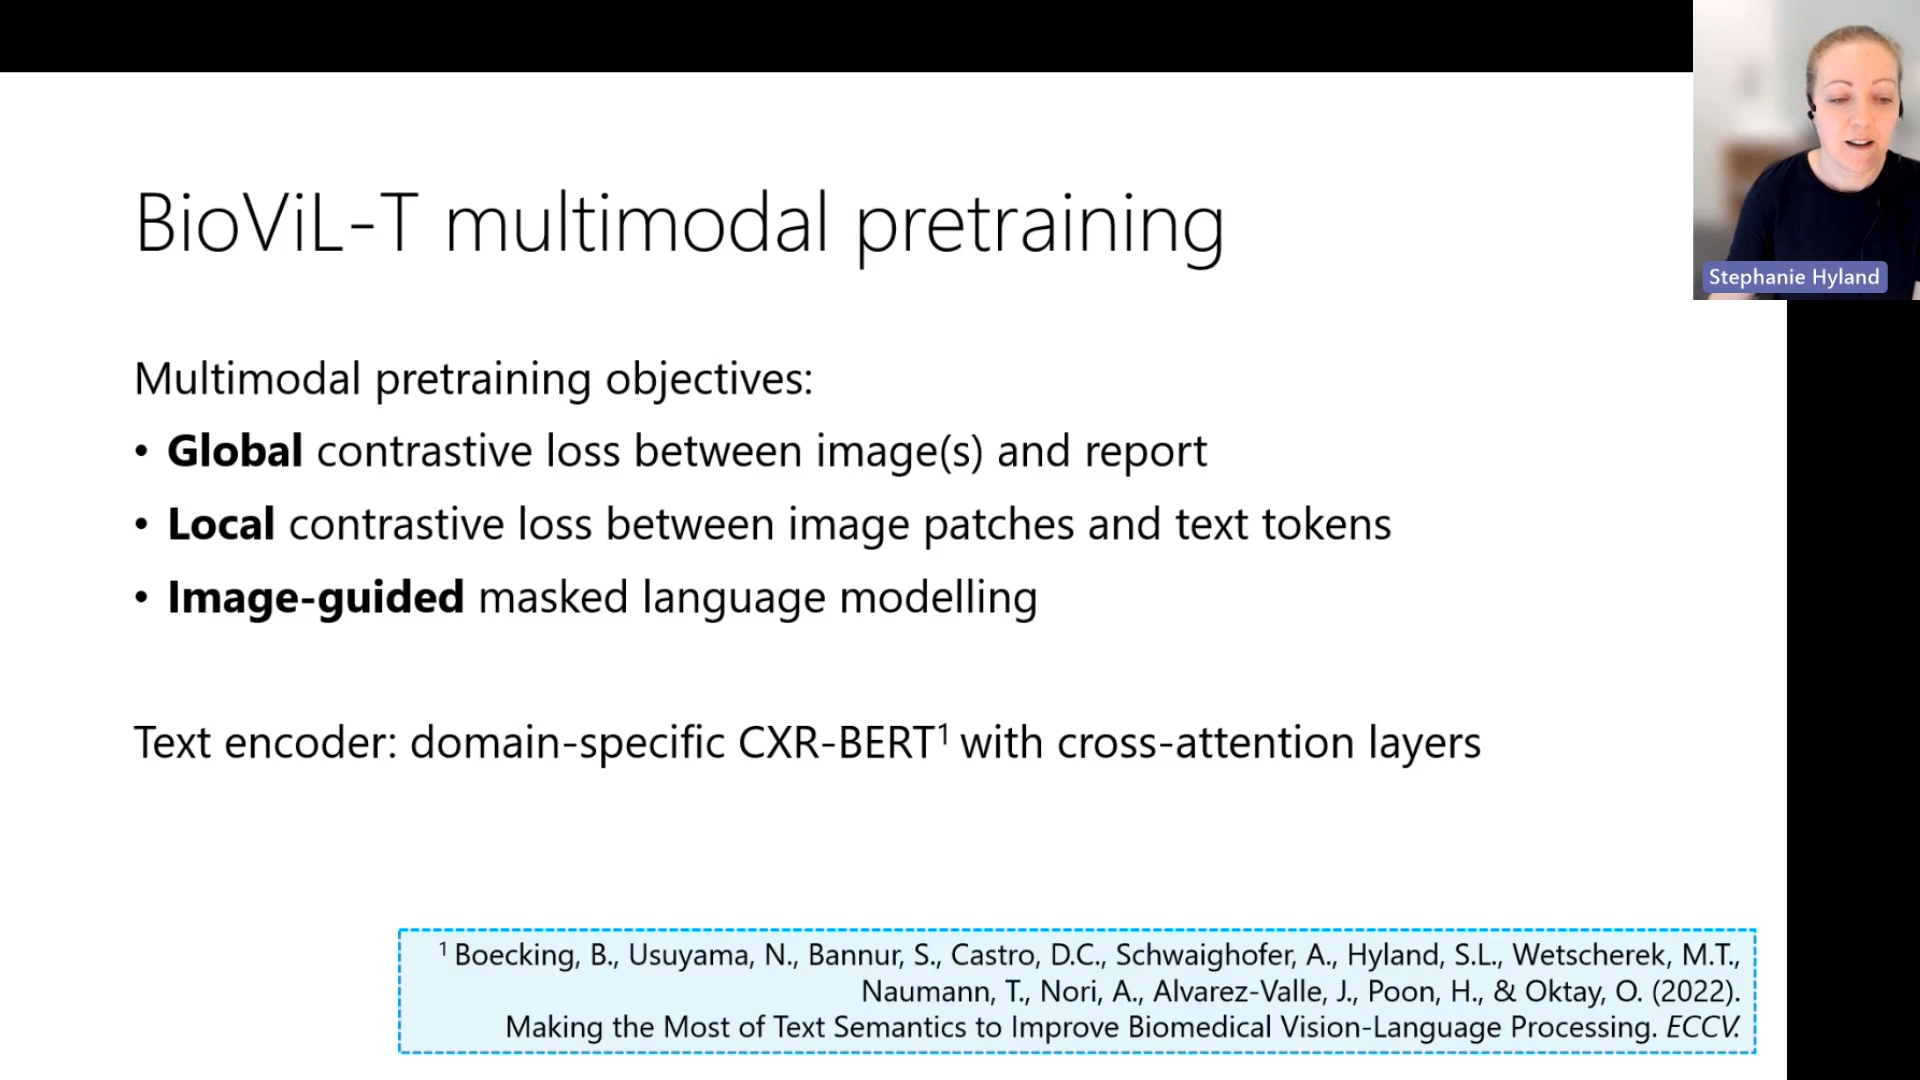 BioViL-T multimodal pretraining
Stephanie Hyland
Multimodal pretraining objectives:
• Global contrastive loss between image(s) and report
• Local contrastive loss between image patches and text tokens
• Image-guided masked language modelling
Text encoder: domain-specific CXR-BERT¹ with cross-attention layers
¹ Boecking, B., Usuyama, N., Bannur, S., Castro, D.C., Schwaighofer, A., Hyland, S.L., Wetscherek, M.T.,
Naumann, T., Nori, A., Alvarez-Valle, J., Poon, H., & Oktay, O. (2022).
Making the Most of Text Semantics to Improve Biomedical Vision-Language Processing. ECCV.